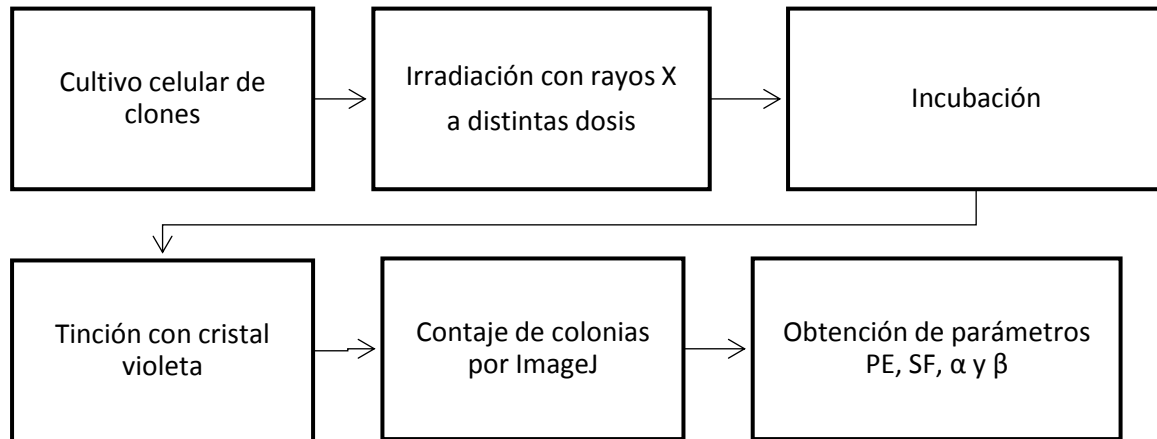 Cultivo celular de
clones
Irradiación con rayos X
a distintas dosis
Incubación
Tinción con cristal
violeta
Contaje de colonias
por ImageJ
Obtención de parámetros
PE, SF, α y β